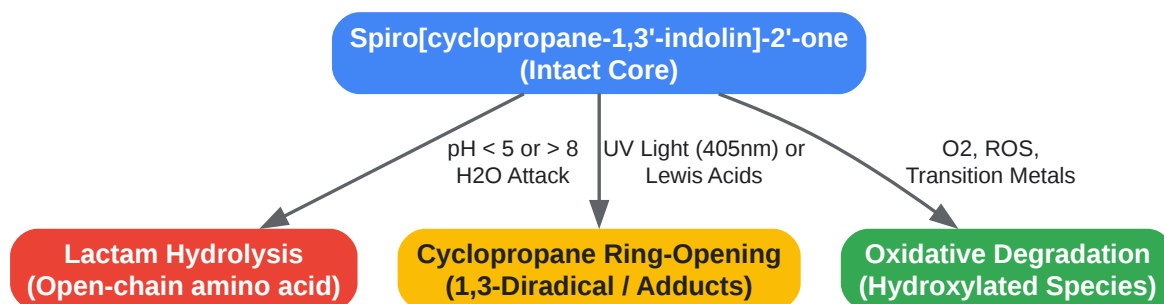 Spiro[cyclopropane-1,3'-indolin]-2'-one
(Intact Core)
pH < 5 or > 8
H2O Attack
UV Light (405nm) or
Lewis Acids
O2, ROS,
Transition Metals
Lactam Hydrolysis
(Open-chain amino acid)
Cyclopropane Ring-Opening
(1,3-Diradical / Adducts)
Oxidative Degradation
(Hydroxylated Species)